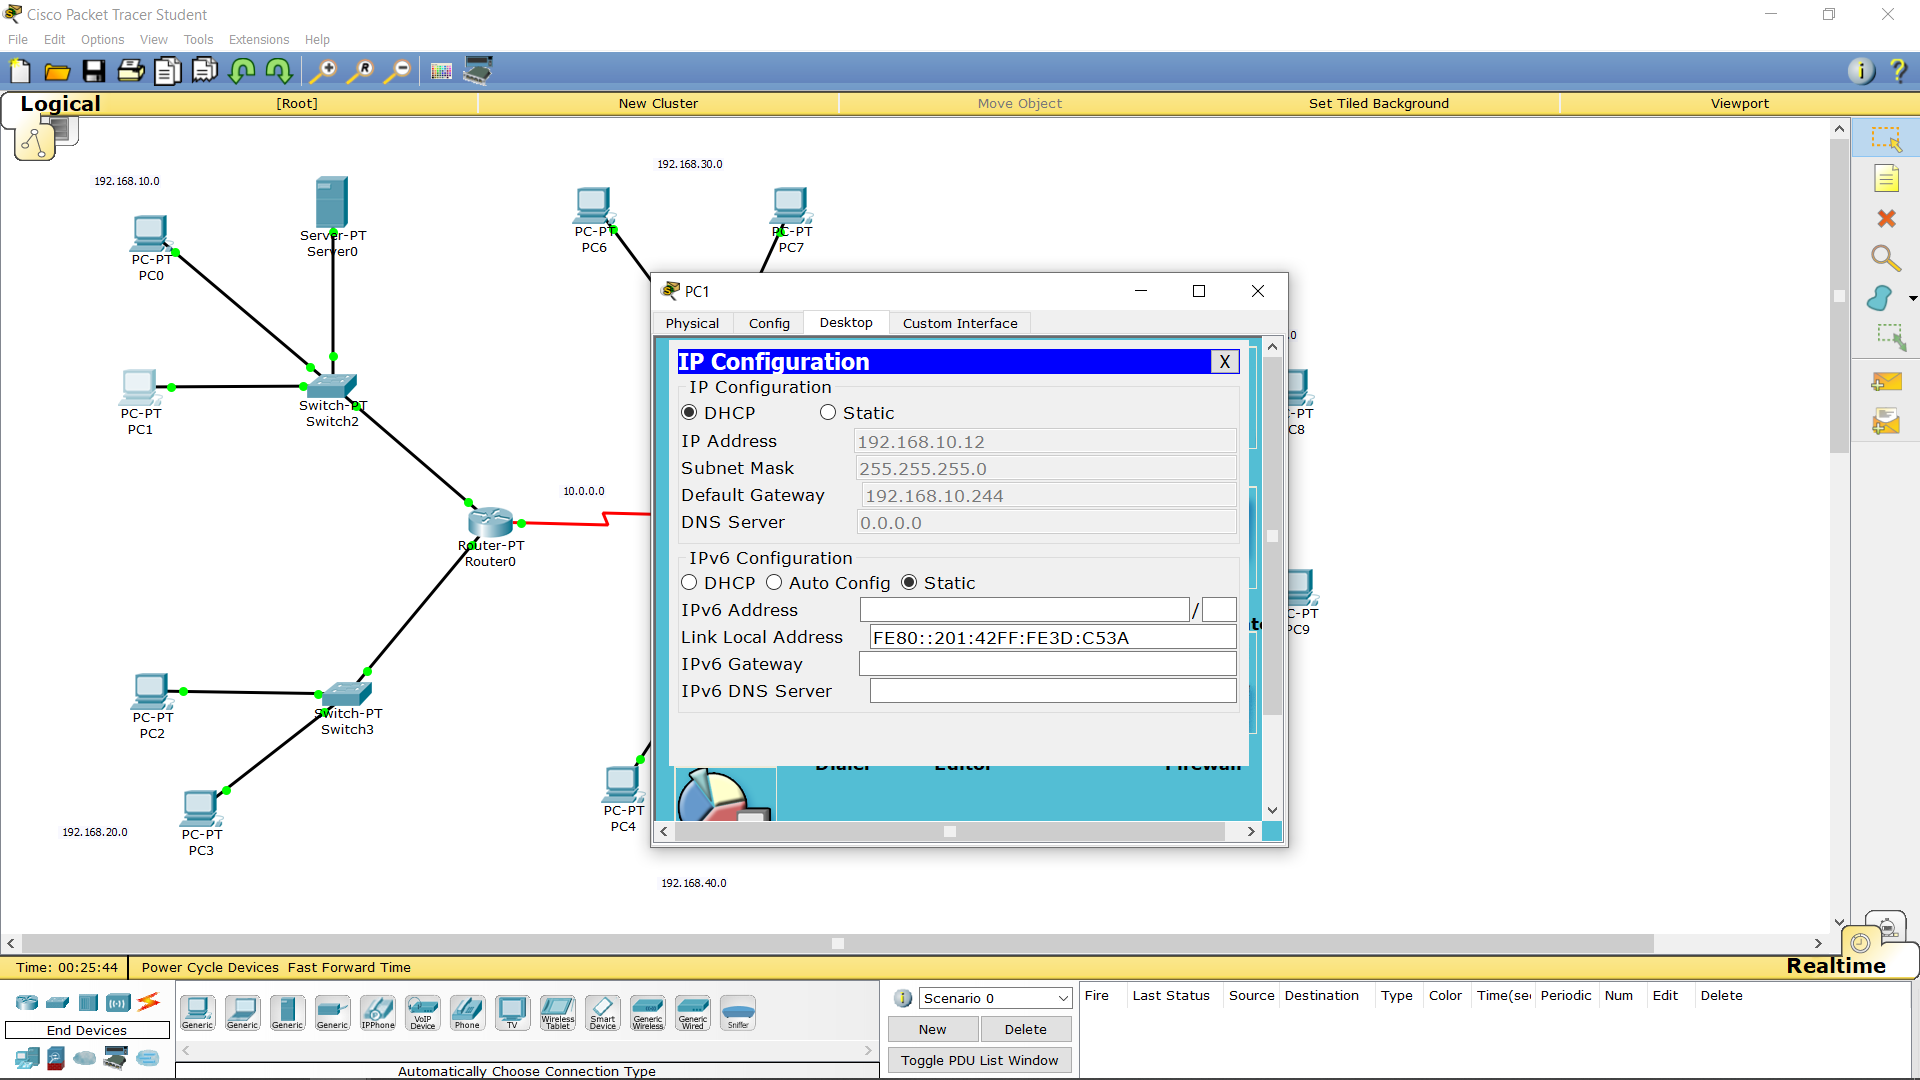 Cisco Packet Tracer Student
File Edit Options View Tools Extensions Help
Logical [Root] New Cluster Move Object Set Tiled Background Viewport
192.168.10.0
192.168.30.0
Server-PT
Server0
PC-PT
PC0
PC-PT
PC6
PC-PT
PC7
PC-PT
PC1
Switch-PT
Switch2
10.0.0.0
Router-PT
Router0
PC-PT
PC2
Switch-PT
Switch3
PC-PT
PC3
192.168.20.0
PC-PT
PC4
192.168.40.0
PC1
Physical Config Desktop Custom Interface
IP Configuration X
IP Configuration
DHCP Static
IP Address 192.168.10.12
Subnet Mask 255.255.255.0
Default Gateway 192.168.10.244
DNS Server 0.0.0.0
IPv6 Configuration
DHCP Auto Config Static
IPv6 Address /
Link Local Address FE80::201:42FF:FE3D:C53A
IPv6 Gateway
IPv6 DNS Server
Dialer Editor Firewall
.0
-PT
C8
C-PT
PC9
Time: 00:25:44 Power Cycle Devices Fast Forward Time
Realtime
End Devices
Generic Generic Generic Generic IPPhone VoIP Device Phone TV Wireless Tablet Smart Device Generic Wireless Generic Wired Sniffer
Automatically Choose Connection Type
Scenario 0
New Delete
Toggle PDU List Window
Fire Last Status Source Destination Type Color Time(sec Periodic Num Edit Delete